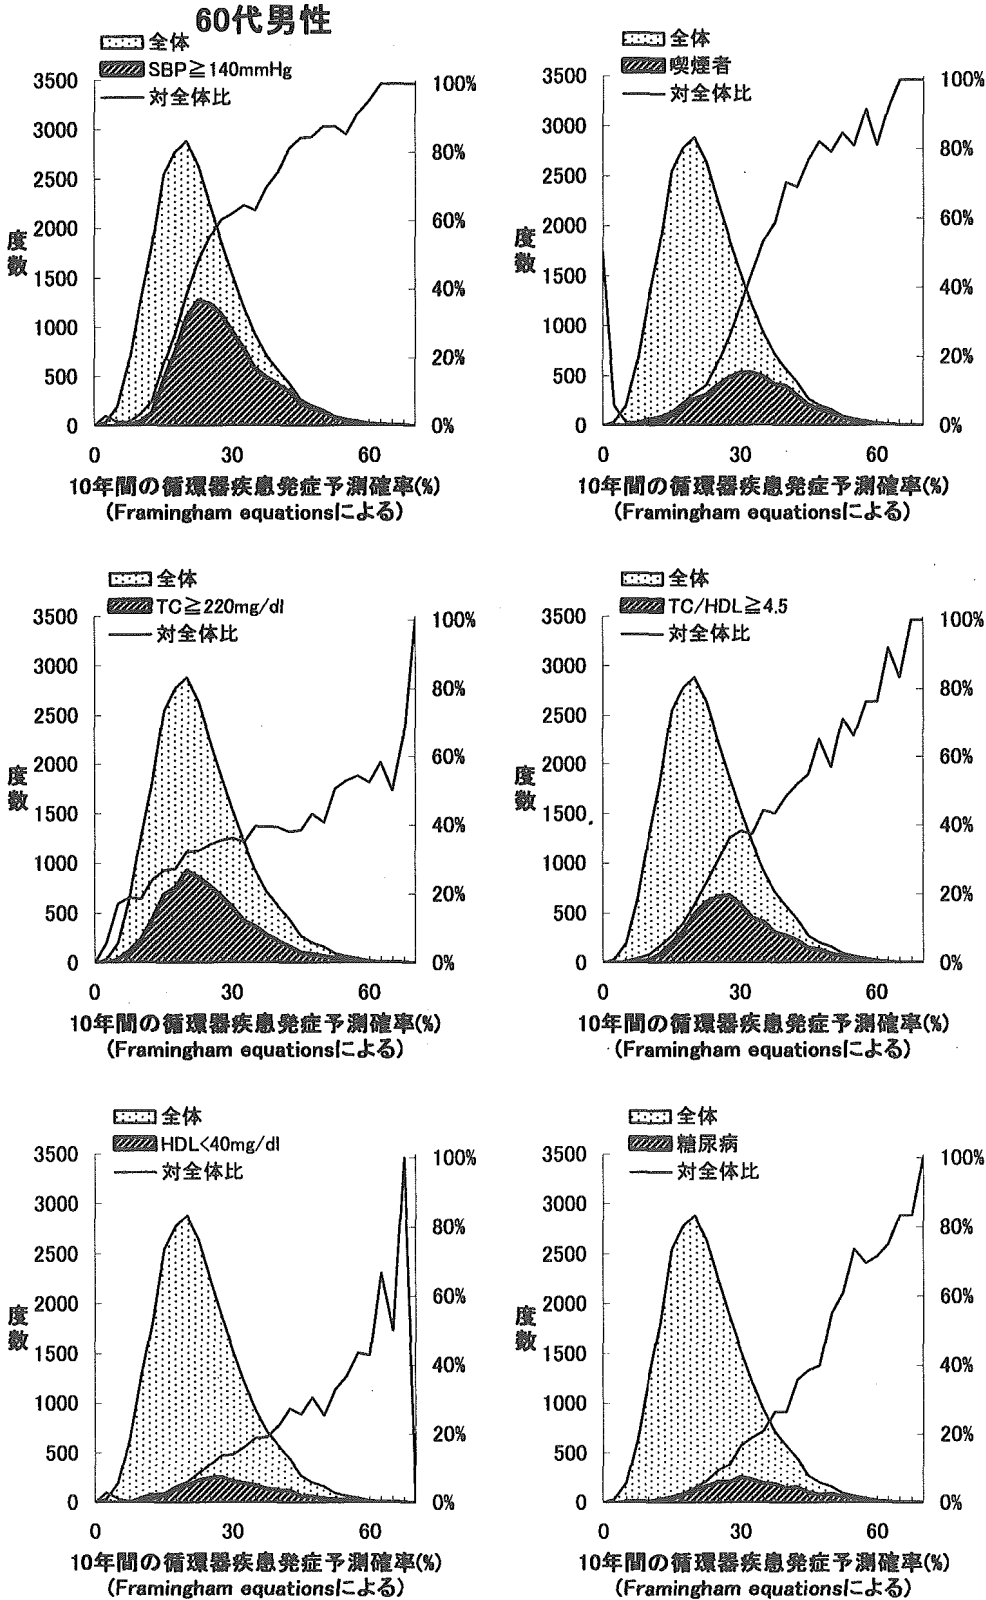 60代男性
全体
SBP≧140mmHg
対全体比
3500
3000
2500
2000
1500
1000
500
0
度数
100%
80%
60%
40%
20%
0%
0 30 60
10年間の循環器疾患発症予測確率(%)
(Framingham equationsによる)
全体
喫煙者
対全体比
3500
3000
2500
2000
1500
1000
500
0
度数
100%
80%
60%
40%
20%
0%
0 30 60
10年間の循環器疾患発症予測確率(%)
(Framingham equationsによる)
全体
TC≧220mg/dl
対全体比
3500
3000
2500
2000
1500
1000
500
0
度数
100%
80%
60%
40%
20%
0%
0 30 60
10年間の循環器疾患発症予測確率(%)
(Framingham equationsによる)
全体
TC/HDL≧4.5
対全体比
3500
3000
2500
2000
1500
1000
500
0
度数
100%
80%
60%
40%
20%
0%
0 30 60
10年間の循環器疾患発症予測確率(%)
(Framingham equationsによる)
全体
HDL<40mg/dl
対全体比
3500
3000
2500
2000
1500
1000
500
0
度数
100%
80%
60%
40%
20%
0%
0 30 60
10年間の循環器疾患発症予測確率(%)
(Framingham equationsによる)
全体
糖尿病
対全体比
3500
3000
2500
2000
1500
1000
500
0
度数
100%
80%
60%
40%
20%
0%
0 30 60
10年間の循環器疾患発症予測確率(%)
(Framingham equationsによる)